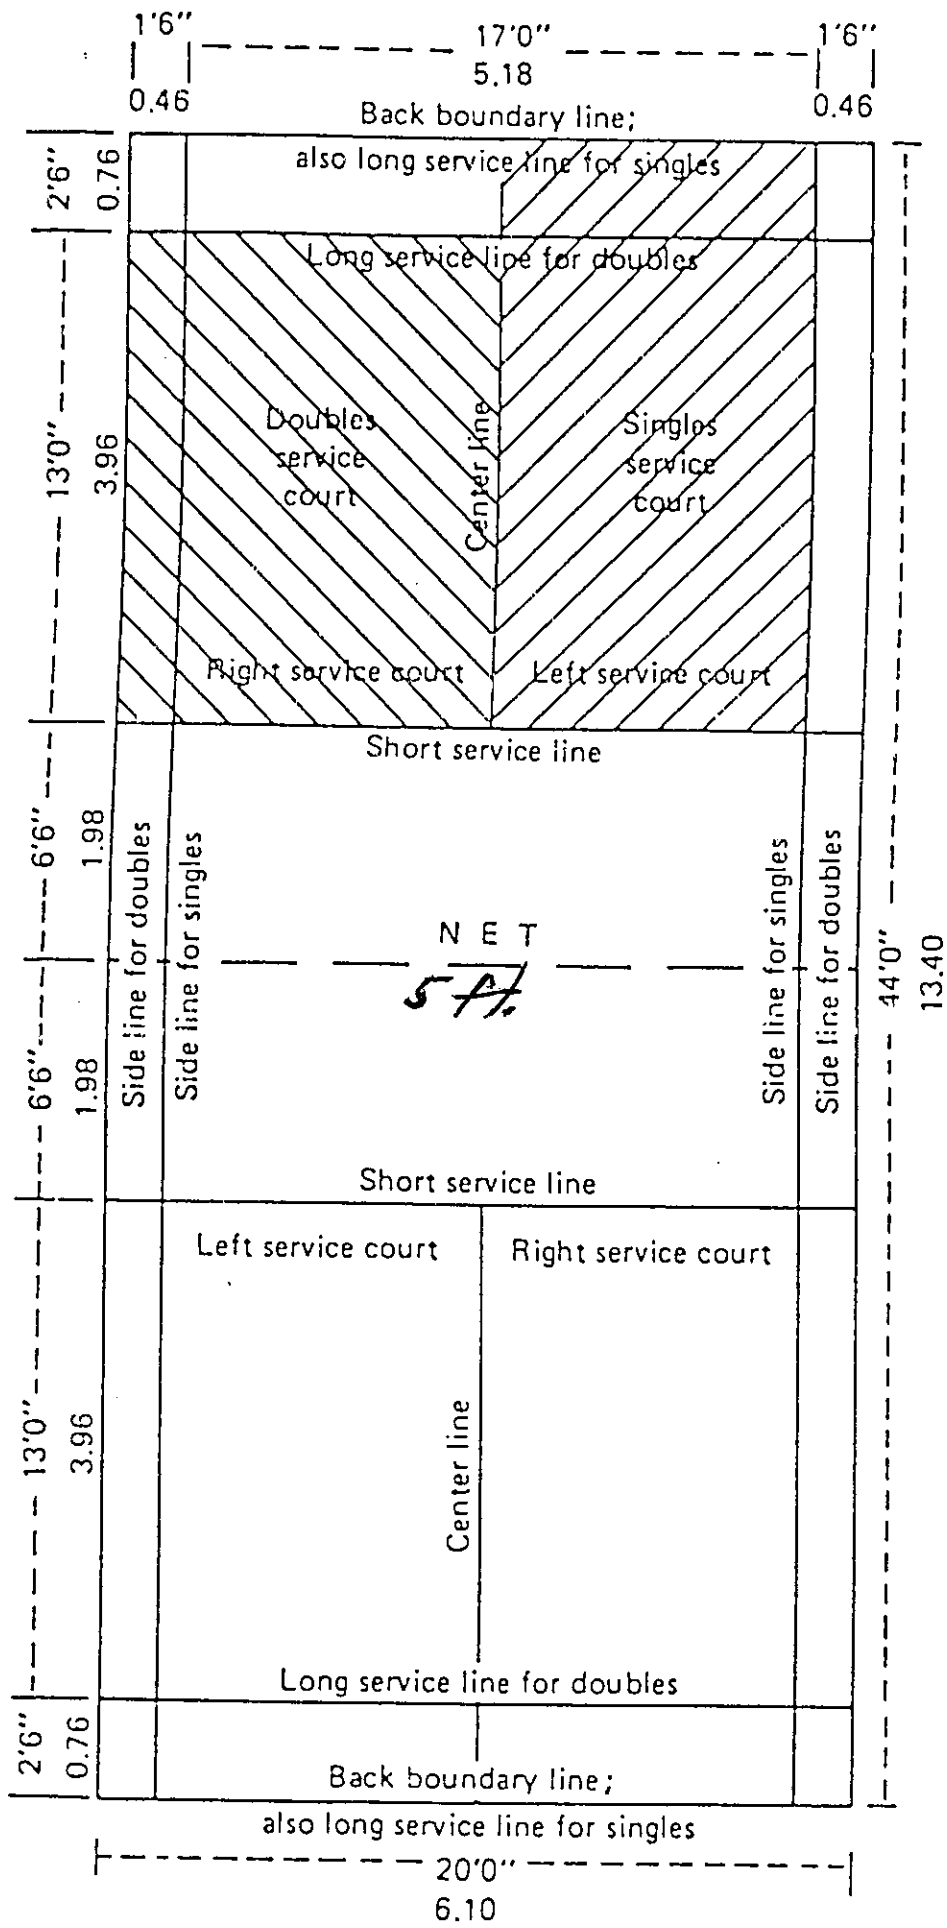 1'6" 17'0" 1'6"
0.46 5.18 0.46
Back boundary line;
also long service line for singles
2'6" 0.76
Long service line for doubles
13'0" 3.96
Doubles
service
court
Center line
Singles
service
court
Right service court
Left service court
Short service line
6'6" 1.98
Side line for doubles
Side line for singles
Side line for singles
Side line for doubles
NET
5 ft.
44'0"
13.40
6'6" 1.98
Short service line
Left service court
Right service court
13'0" 3.96
Center line
Long service line for doubles
2'6" 0.76
Back boundary line;
also long service line for singles
20'0"
6.10